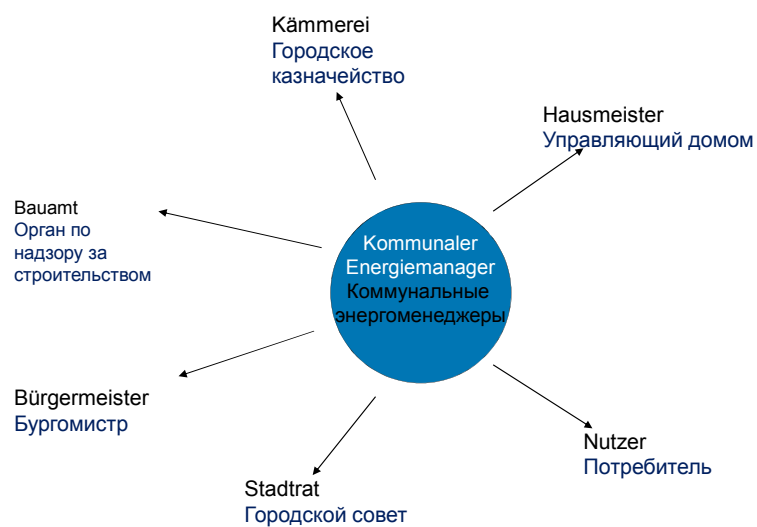 Kämmerei
Городское
казначейство
Hausmeister
Управляющий домом
Bauamt
Орган по
надзору за
строительством
Kommunaler
Energiemanager
Коммунальные
энергоменеджеры
Bürgermeister
Бургомистр
Nutzer
Потребитель
Stadtrat
Городской совет